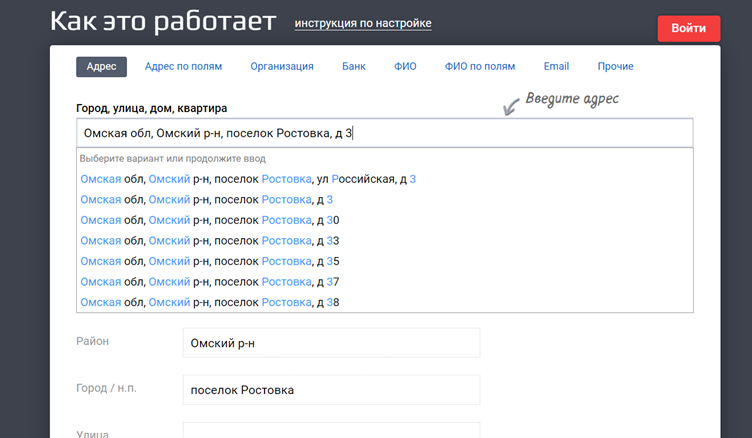 Как это работает инструкция по настройке
Войти
Адрес Адрес по полям Организация Банк ФИО ФИО по полям Email Прочие
Введите адрес
Город, улица, дом, квартира
Омская обл, Омский р-н, поселок Ростовка, д 3
Выберите вариант или продолжите ввод
Омская обл, Омский р-н, поселок Ростовка, ул Российская, д 3
Омская обл, Омский р-н, поселок Ростовка, д 3
Омская обл, Омский р-н, поселок Ростовка, д 30
Омская обл, Омский р-н, поселок Ростовка, д 33
Омская обл, Омский р-н, поселок Ростовка, д 35
Омская обл, Омский р-н, поселок Ростовка, д 37
Омская обл, Омский р-н, поселок Ростовка, д 38
Район Омский р-н
Город / н.п. поселок Ростовка
Улица